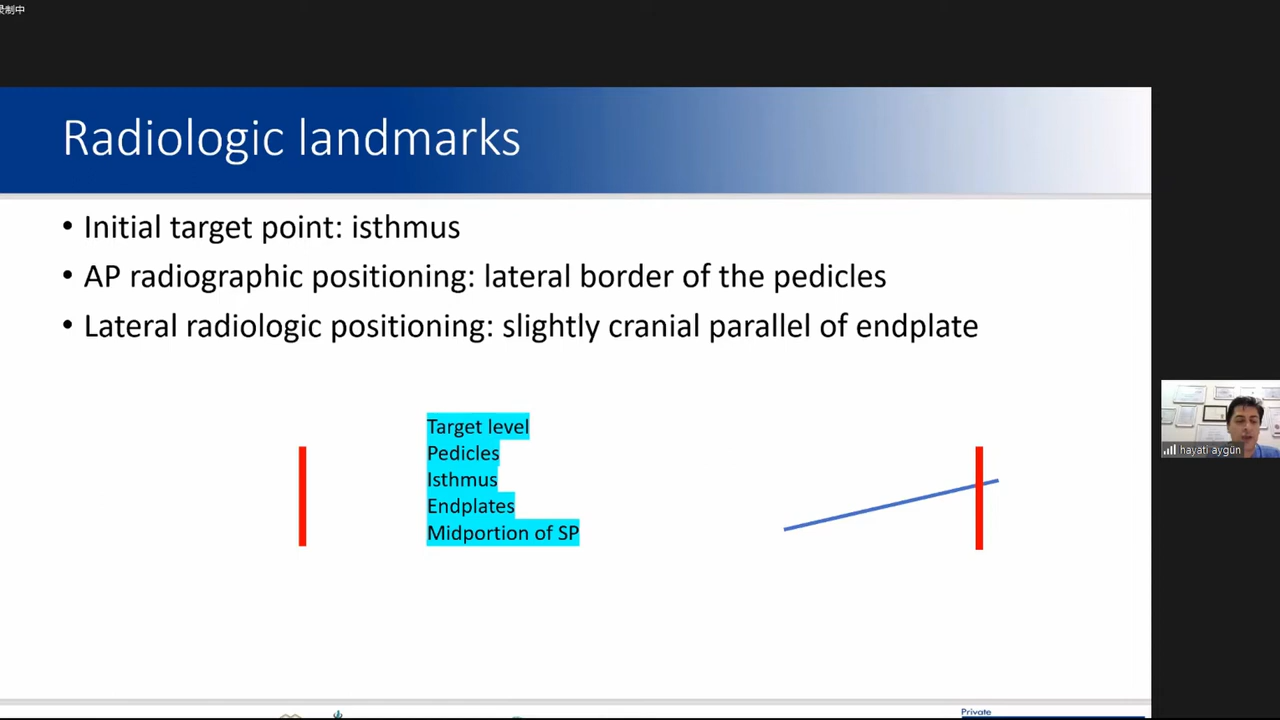 录制中
Radiologic landmarks
• Initial target point: isthmus
• AP radiographic positioning: lateral border of the pedicles
• Lateral radiologic positioning: slightly cranial parallel of endplate
Target level
Pedicles
Isthmus
Endplates
Midportion of SP
hayati aygün
Private